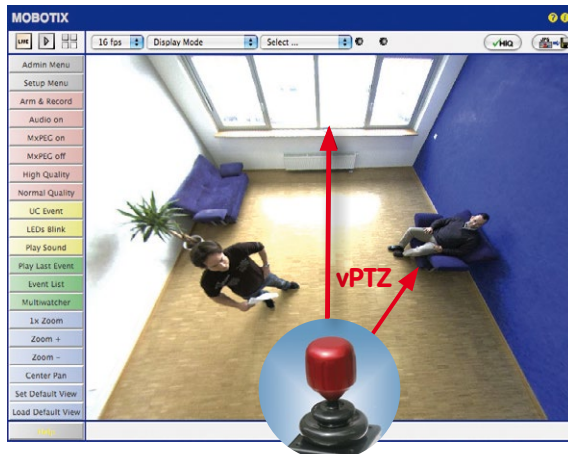 MOBOTIX
LIVE
16 fps
Display Mode
Select ...
HiQ
Admin Menu
Setup Menu
Arm & Record
Audio on
MxPEG on
MxPEG off
High Quality
Normal Quality
UC Event
LEDs Blink
Play Sound
Play Last Event
Event List
Multiwatcher
1x Zoom
Zoom +
Zoom –
Center Pan
Set Default View
Load Default View
vPTZ